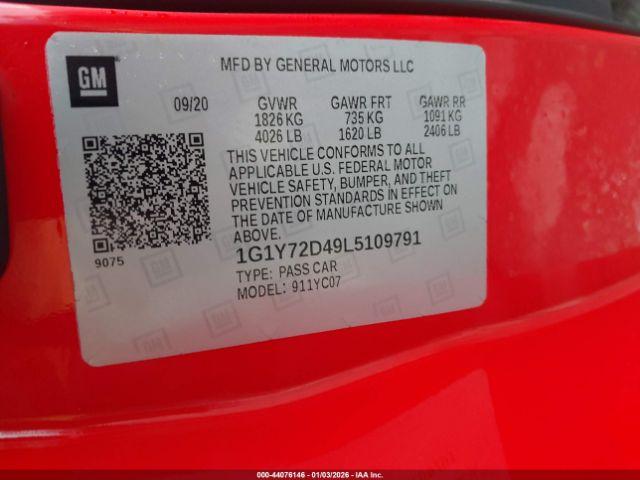 GM
MFD BY GENERAL MOTORS LLC
09/20 GVWR GAWR FRT GAWR RR
1826 KG 735 KG 1091 KG
4026 LB 1620 LB 2406 LB
THIS VEHICLE CONFORMS TO ALL
APPLICABLE U.S. FEDERAL MOTOR
VEHICLE SAFETY, BUMPER, AND THEFT
PREVENTION STANDARDS IN EFFECT ON
THE DATE OF MANUFACTURE SHOWN
ABOVE.
9075
1G1Y72D49L5109791
TYPE: PASS CAR
MODEL: 911YC07
000-44076146 - 01/03/2026 - IAA Inc.